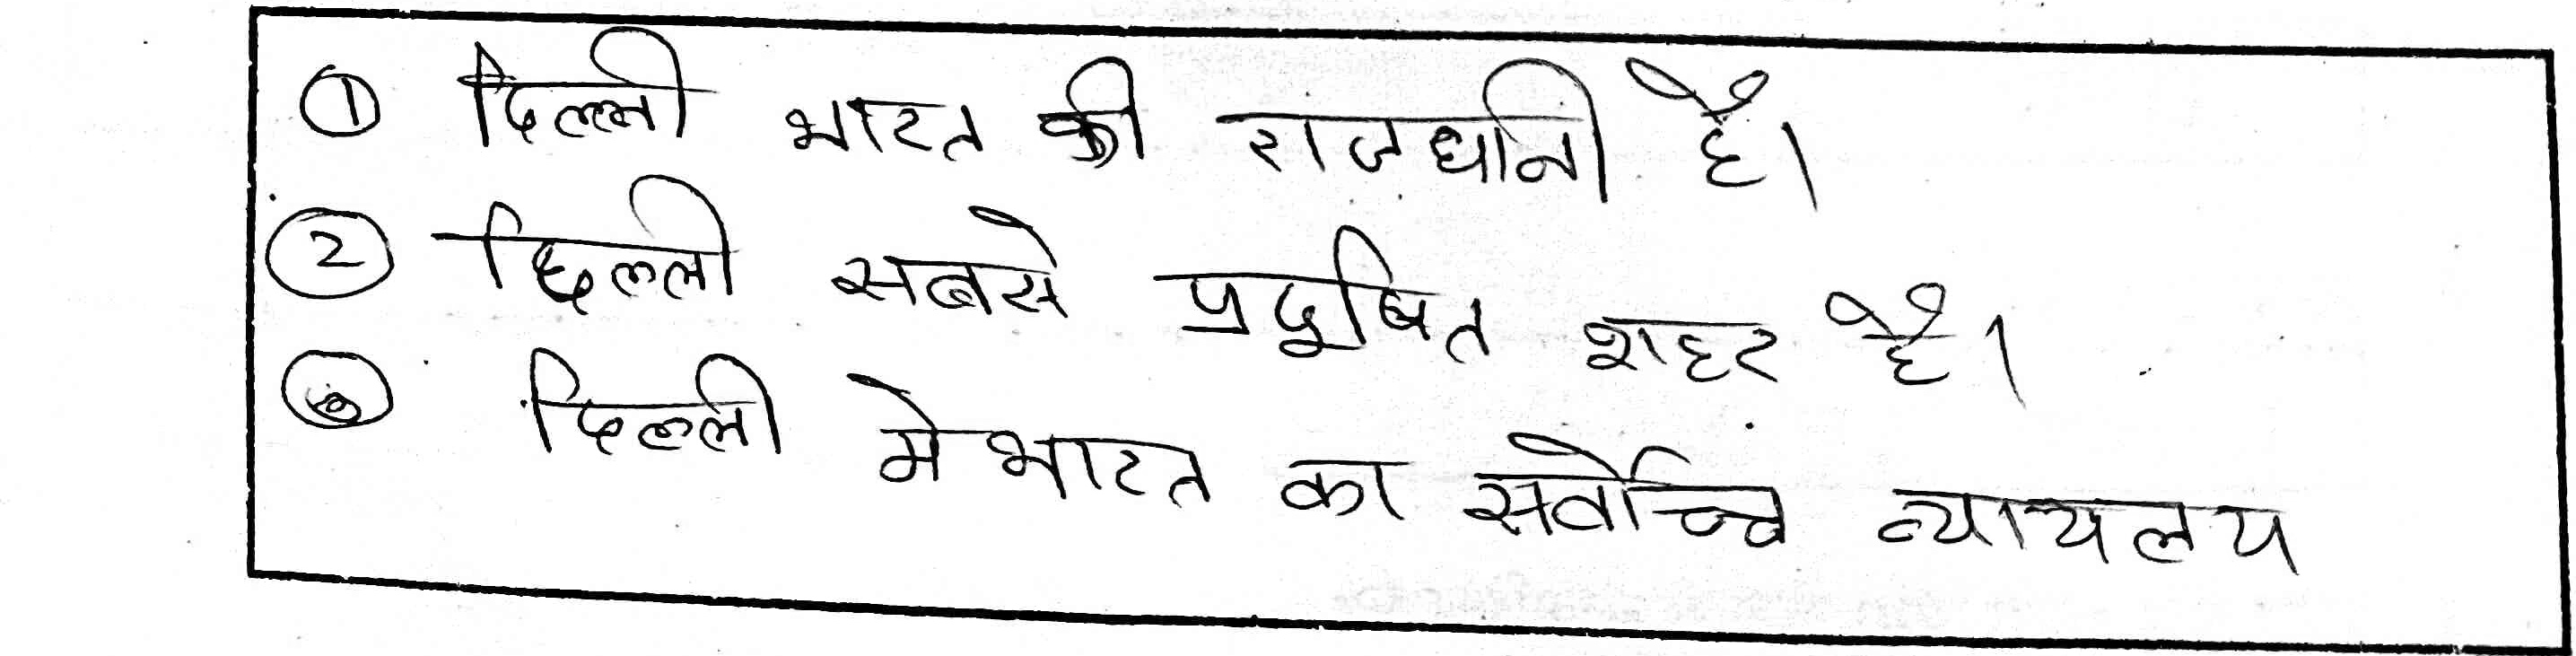 ① दिल्ली भारत की राजधानी है।
② दिल्ली सबसे प्रदूषित शहर है।
③ दिल्ली मे भारत का सर्वोच्च न्यायलय